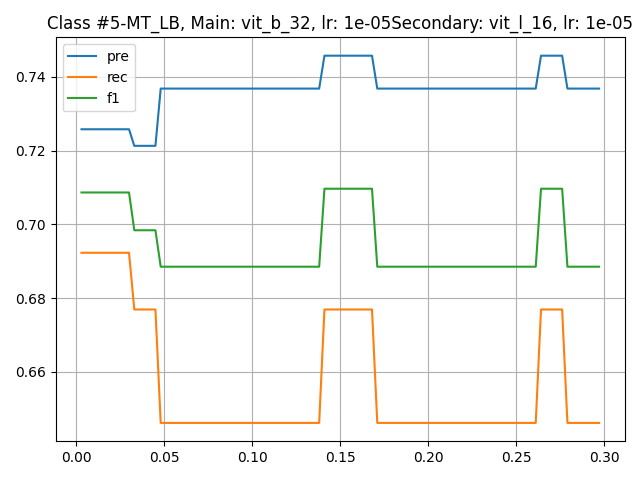 Class #5-MT_LB, Main: vit_b_32, lr: 1e-05Secondary: vit_l_16, lr: 1e-05
pre
rec
f1
0.74
0.72
0.70
0.68
0.66
0.00 0.05 0.10 0.15 0.20 0.25 0.30